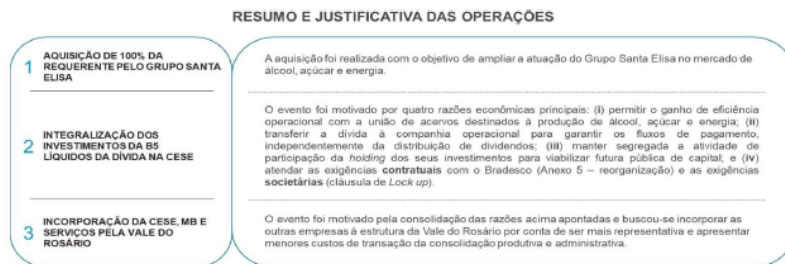 RESUMO E JUSTIFICATIVA DAS OPERAÇÕES
1
AQUISIÇÃO DE 100% DA
REQUERENTE PELO GRUPO SANTA
ELISA
A aquisição foi realizada com o objetivo de ampliar a atuação do Grupo Santa Elisa no mercado de
álcool, açúcar e energia.
2
INTEGRALIZAÇÃO DOS
INVESTIMENTOS DA B5
LÍQUIDOS DA DÍVIDA NA CESE
O evento foi motivado por quatro razões econômicas principais: (i) permitir o ganho de eficiência
operacional com a união de acervos destinados à produção de álcool, açúcar e energia; (ii)
transferir a dívida à companhia operacional para garantir os fluxos de pagamento,
independentemente da distribuição de dividendos; (iii) manter segregada a atividade de
participação da holding dos seus investimentos para viabilizar futura pública de capital; e (iv)
atendar as exigências contratuais com o Bradesco (Anexo 5 – reorganização) e as exigências
societárias (cláusula de Lock up).
3
INCORPORAÇÃO DA CESE, MB E
SERVIÇOS PELA VALE DO
ROSÁRIO
O evento foi motivado pela consolidação das razões acima apontadas e buscou-se incorporar as
outras empresas à estrutura da Vale do Rosário por conta de ser mais representativa e apresentar
menores custos de transação da consolidação produtiva e administrativa.